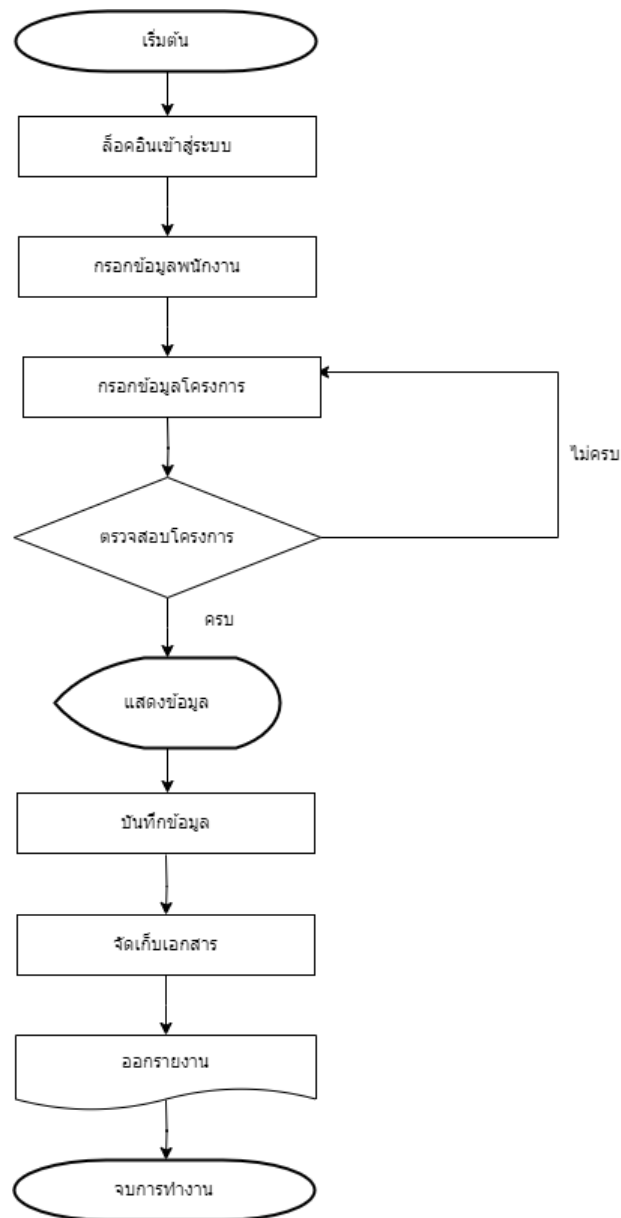 เริ่มต้น
ล็อคอินเข้าสู่ระบบ
กรอกข้อมูลพนักงาน
กรอกข้อมูลโครงการ
ไม่ครบ
ตรวจสอบโครงการ
ครบ
แสดงข้อมูล
บันทึกข้อมูล
จัดเก็บเอกสาร
ออกรายงาน
จบการทำงาน